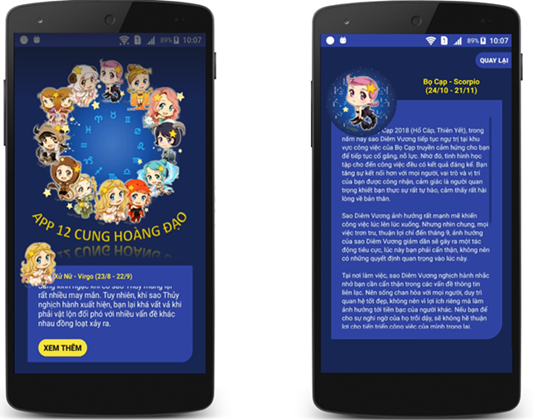 89% 10:07
APP 12 CUNG HOÀNG ĐẠO
Xử Nữ - Virgo (23/8 - 22/9)
rất nhiều may mắn. Tuy nhiên, khi sao Thủy
nghịch hành xuất hiện, bạn lại khá vất vả khi
phải vật lộn đối phó với nhiều vấn đề khác
nhau đồng loạt xảy ra.
XEM THÊM
89% 10:07
QUAY LẠI
Bọ Cạp - Scorpio
(24/10 - 21/11)
Cạp 2018 (Hổ Cáp, Thiên Yết), trong
năm nay sao Diêm Vương tiếp tục ngự trị tại khu
vực công việc của Bọ Cạp truyền cảm hứng cho bạn
để tiếp tục cố gắng, nỗ lực. Nhờ đó, tình hình học
tập cho đến công việc đều có kết quả đáng kể. Bạn
tăng sự kết nối hơn với mọi người, vai trò và vị trí
của bạn được công nhận, cảm giác là người quan
trọng khiết bạn thực sự rất tự hào, cảm thấy rất hài
lòng về bản thân.
Sao Diêm Vương ảnh hưởng rất mạnh mẽ khiến
công việc lúc lên lúc xuống. Nhưng nhìn chung, mọi
việc trơn tru, thuận lợi chỉ đến tháng 9, ảnh hưởng
của sao Diêm Vương giảm dần sẽ gây ra một tác
động tiêu cực, lúc này bạn phải cẩn thận, không nên
có những quyết định quan trọng vào lúc này.
Tại nơi làm việc, sao Diêm Vương nghịch hành nhắc
nhở bạn cần cẩn thận trong các vấn đề thông tin
liên lạc. Nên sống chan hòa với mọi người, duy trì
quan hệ tốt đẹp, không nên vì lợi ích riêng mà làm
ảnh hưởng tới tiền bạc của người khác. Nếu bạn để
cho sự nghi ngờ của họ trỗi dậy, sẽ không hề thuận
lợi cho tiến triển công việc của mình trong lai.